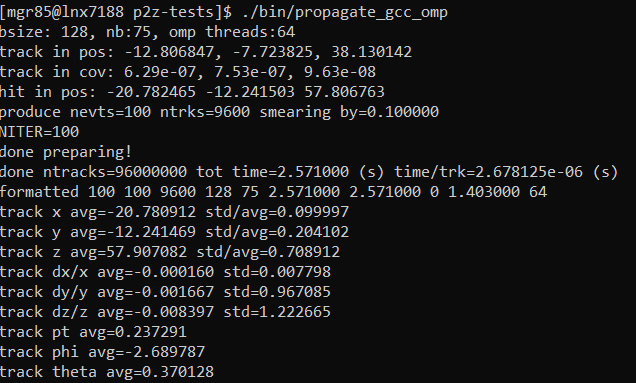 [mgr85@lnx7188 p2z-tests]$ ./bin/propagate_gcc_omp
bsize: 128, nb:75, omp threads:64
track in pos: -12.806847, -7.723825, 38.130142
track in cov: 6.29e-07, 7.53e-07, 9.63e-08
hit in pos: -20.782465 -12.241503 57.806763
produce nevts=100 ntrks=9600 smearing by=0.100000
NITER=100
done preparing!
done ntracks=96000000 tot time=2.571000 (s) time/trk=2.678125e-06 (s)
formatted 100 100 9600 128 75 2.571000 2.571000 0 1.403000 64
track x avg=-20.780912 std/avg=0.099997
track y avg=-12.241469 std/avg=0.204102
track z avg=57.907082 std/avg=0.708912
track dx/x avg=-0.000160 std=0.007798
track dy/y avg=-0.001667 std=0.967085
track dz/z avg=-0.008397 std=1.222665
track pt avg=0.237291
track phi avg=-2.689787
track theta avg=0.370128